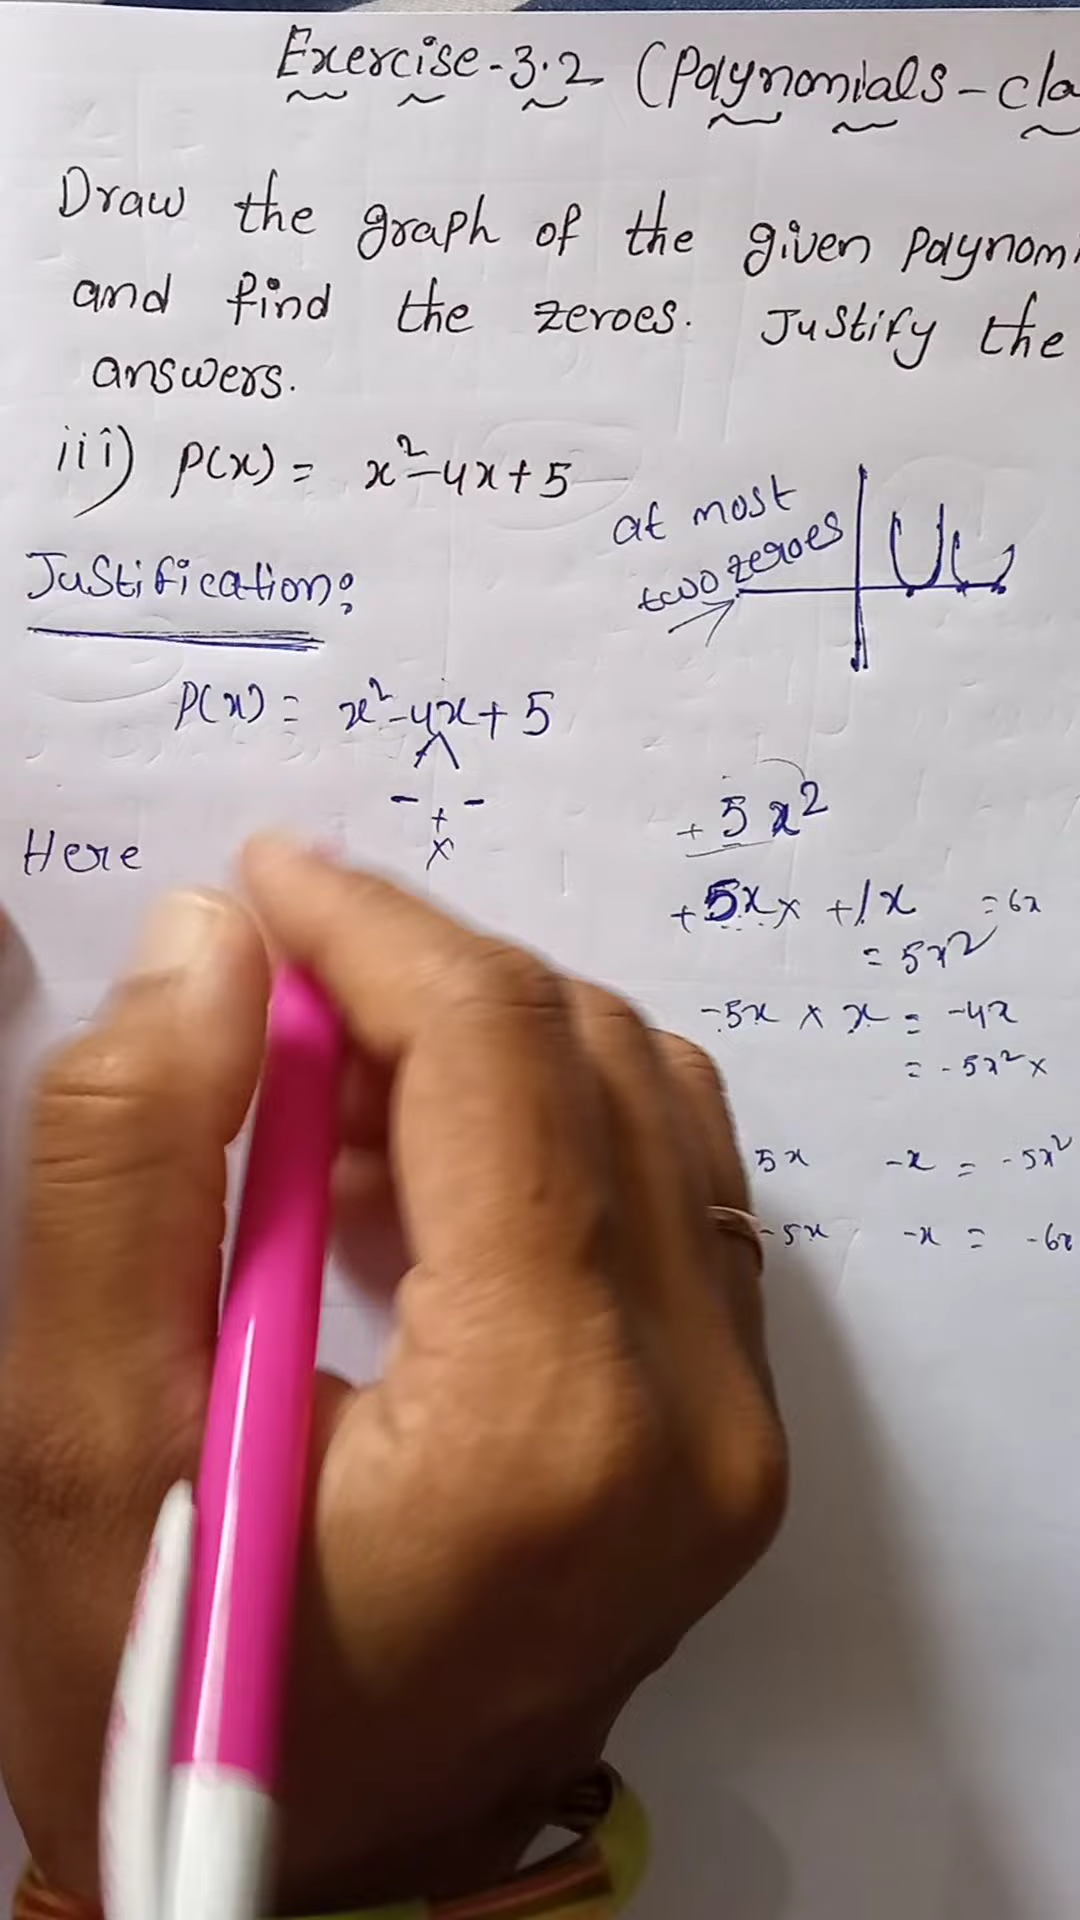 Exercise-3.2 (Polynomials-cla
Draw the graph of the given Polynomi
and find the zeroes. Justify the
answers.
iii) P(x) = x²-4x+5
at most
two zeroes
Justification:
P(x) = x²-4x+5
- -
+
×
+ 5x²
Here
+5x × +1x = 6x
= 5x²
-5x × x = -4x
= -5x² ×
5x -x = -5x²
-5x -x = -6x